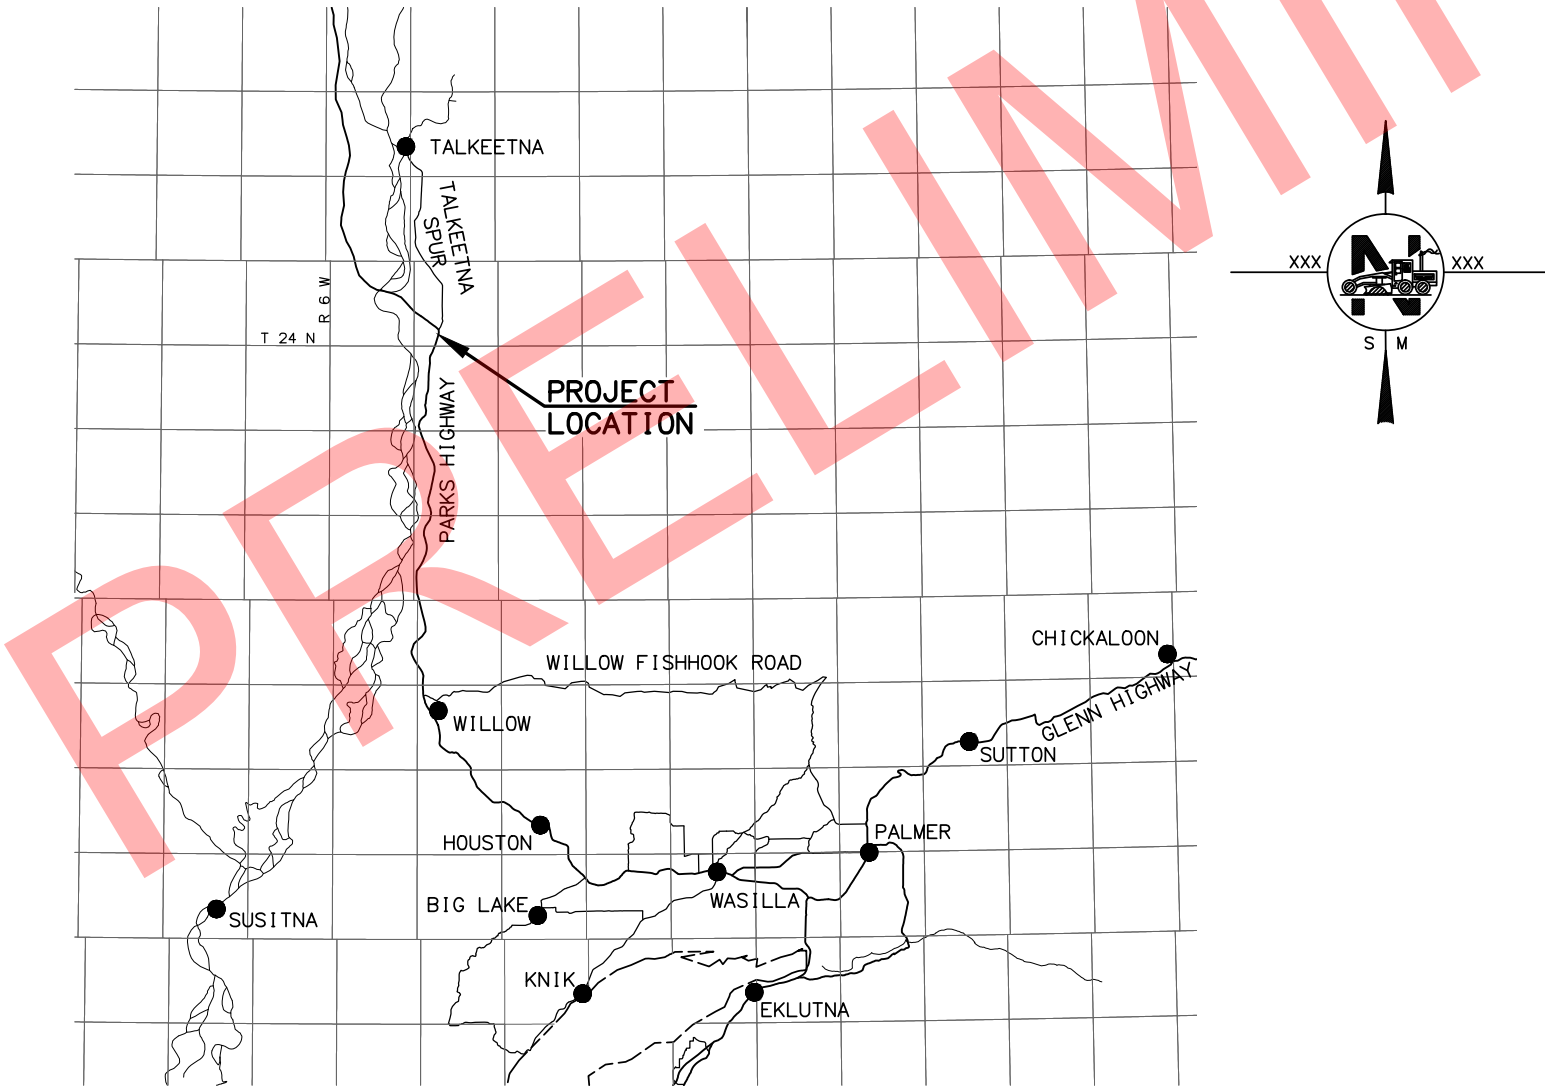 TALKEETNA
TALKEETNA
SPUR
R 6 W
T 24 N
XXX
XXX
N
S M
PROJECT
LOCATION
PARKS HIGHWAY
PRELIMI
CHICKALOON
WILLOW FISHHOOK ROAD
GLENN HIGHWAY
WILLOW
SUTTON
HOUSTON
PALMER
BIG LAKE
WASILLA
SUSITNA
KNIK
EKLUTNA